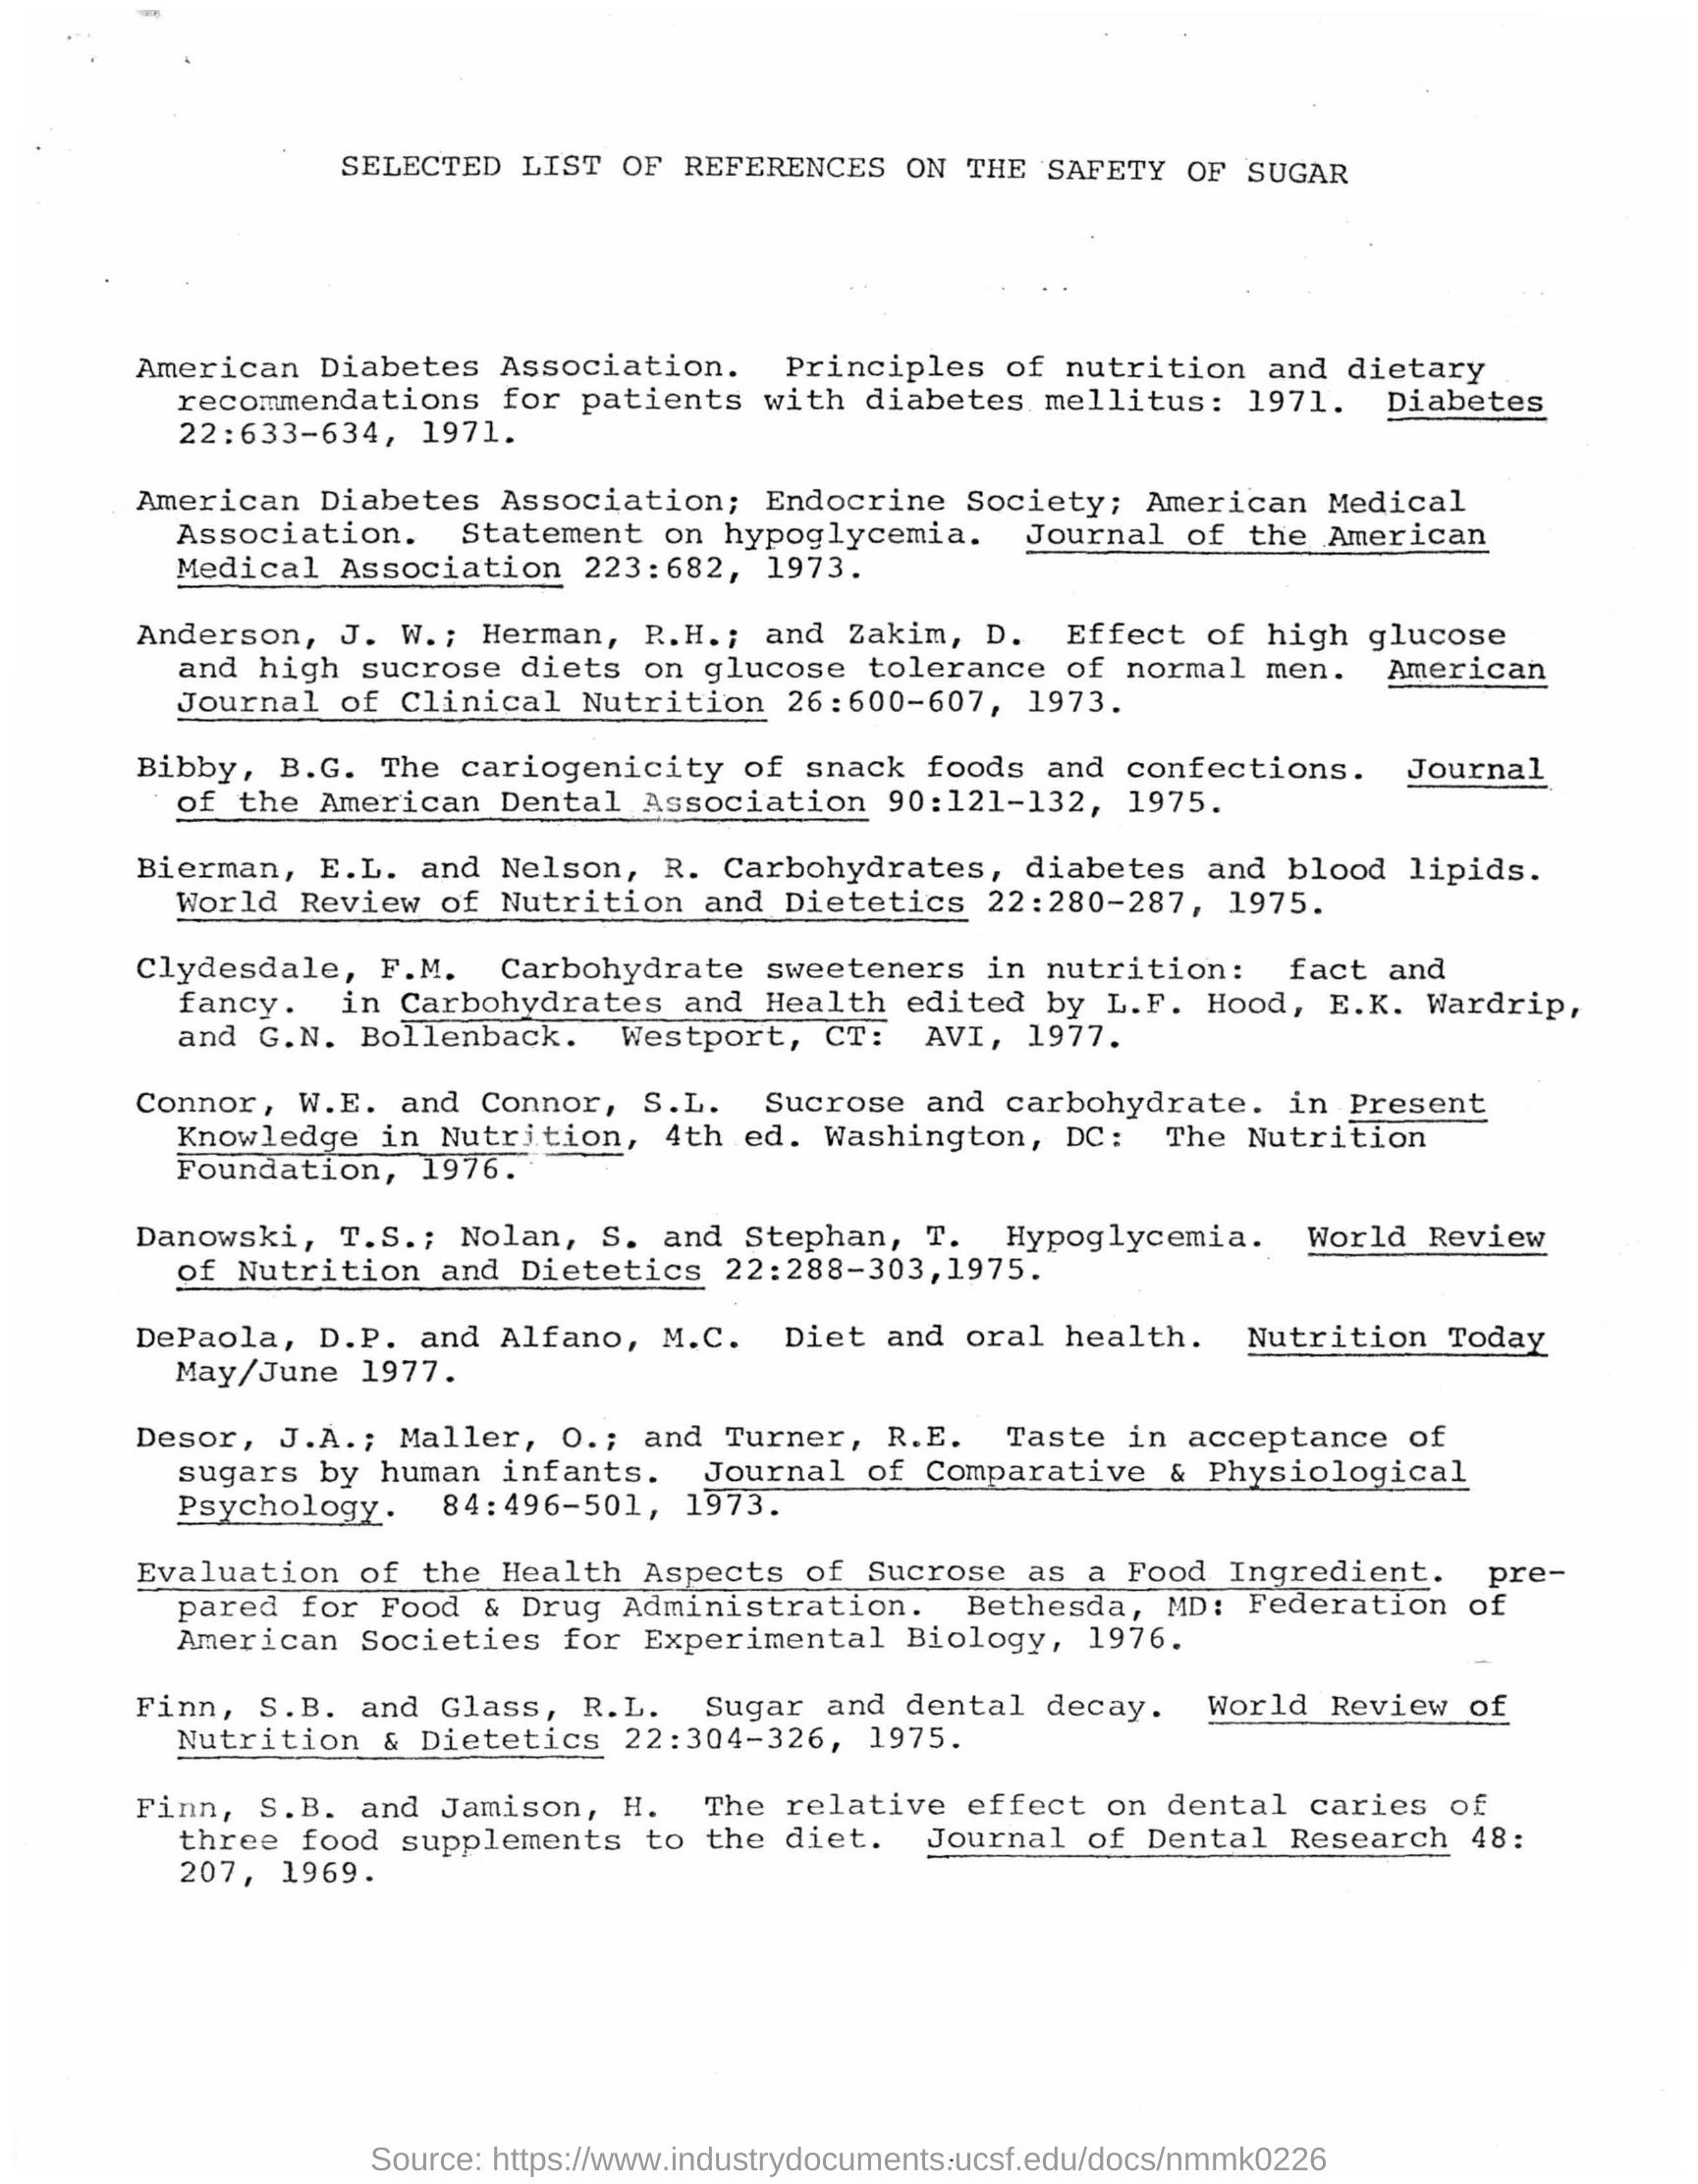 SELECTED LIST OF REFERENCES ON THE SAFETY OF SUGAR
American Diabetes Association. Principles of nutrition and dietary
recommendations for patients with diabetes mellitus: 1971. Diabetes
22:633-634, 1971.
American Diabetes Association; Endocrine Society; American Medical
Association. Statement on hypoglycemia. Journal of the American
Medical Association 223:682, 1973.
Anderson, J. W.; Herman, R.H.; and Zakim, D. Effect of high glucose
and high sucrose diets on glucose tolerance of normal men. American
Journal of Clinical Nutrition 26:600-607, 1973.
Bibby, B.G. The cariogenicity of snack foods and confections. Journal
of the American Dental Association 90:121-132, 1975.
Bierman, E.L. and Nelson, R. Carbohydrates, diabetes and blood lipids.
World Review of Nutrition and Dietetics 22:280-287, 1975.
Clydesdale, F.M. Carbohydrate sweeteners in nutrition: fact and
fancy. in Carbohydrates and Health edited by L.F. Hood, E.K. Wardrip,
and G.N. Bollenback. Westport, CT: AVI, 1977.
Connor, W.E. and Connor, S.L. Sucrose and carbohydrate. in Present
Knowledge in Nutrition, 4th ed. Washington, DC: The Nutrition
Foundation, 1976.
Danowski, T.S.; Nolan, S. and Stephan, T. Hypoglycemia. World Review
of Nutrition and Dietetics 22:288-303,1975.
DePaola, D.P. and Alfano, M.C. Diet and oral health. Nutrition Today
May/June 1977.
Desor, J.A.; Maller, O.; and Turner, R.E. Taste in acceptance of
sugars by human infants. Journal of Comparative & Physiological
Psychology. 84:496-501, 1973.
Evaluation of the Health Aspects of Sucrose as a Food Ingredient. pre-
pared for Food & Drug Administration. Bethesda, MD: Federation of
American Societies for Experimental Biology, 1976.
Finn, S.B. and Glass, R.L. Sugar and dental decay. World Review of
Nutrition & Dietetics 22:304-326, 1975.
Finn, S.B. and Jamison, H. The relative effect on dental caries of
three food supplements to the diet. Journal of Dental Research 48:
207, 1969.
Source: https://www.industrydocuments.ucsf.edu/docs/nmmk0226